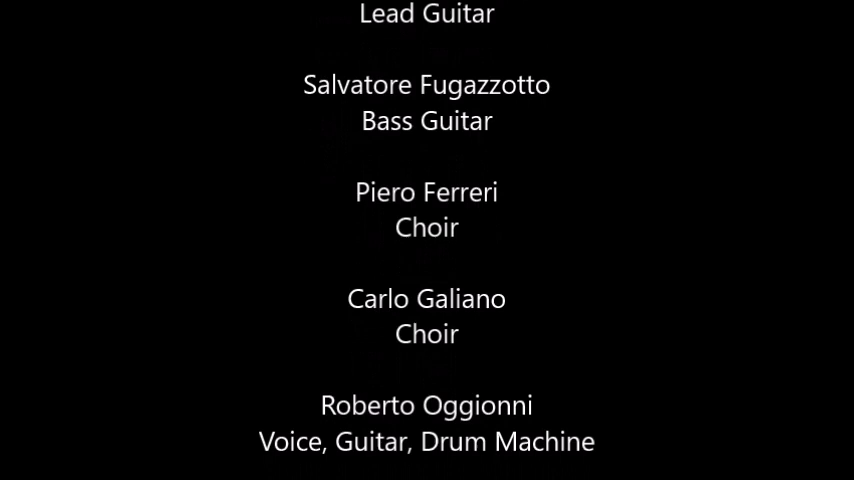 Lead Guitar
Salvatore Fugazzotto
Bass Guitar
Piero Ferreri
Choir
Carlo Galiano
Choir
Roberto Oggionni
Voice, Guitar, Drum Machine